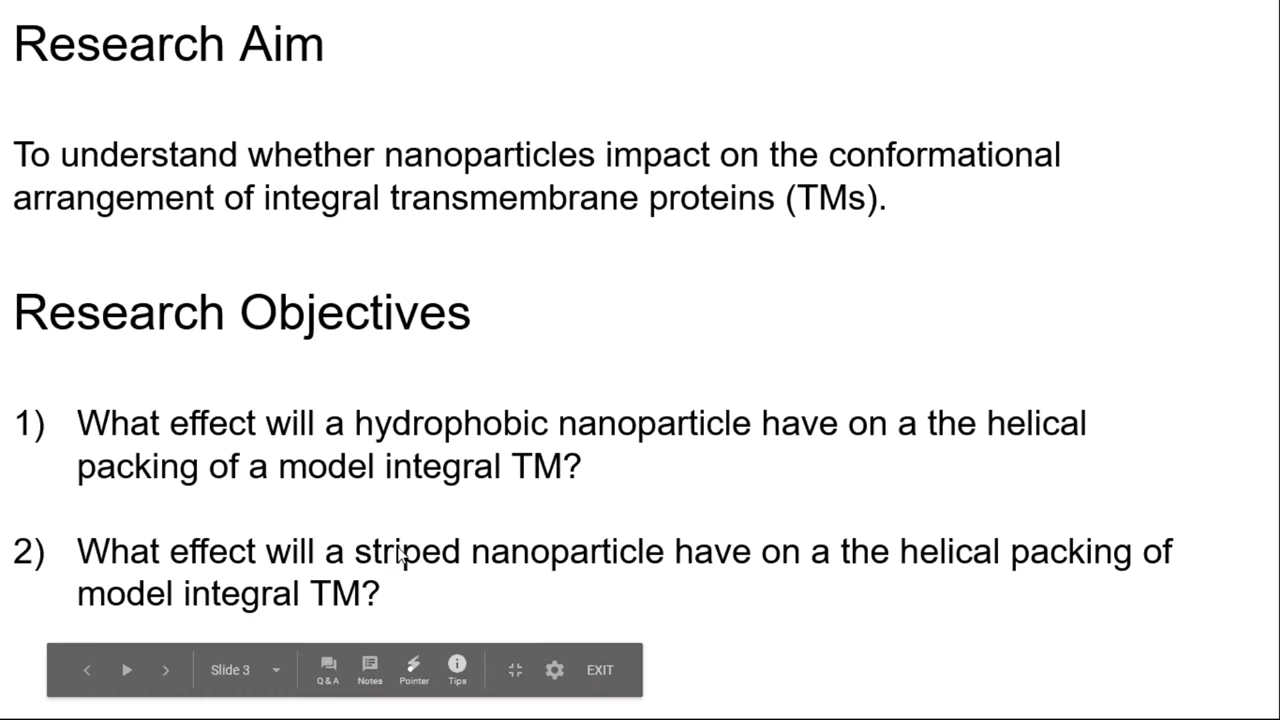 Research Aim
To understand whether nanoparticles impact on the conformational
arrangement of integral transmembrane proteins (TMs).
Research Objectives
1) What effect will a hydrophobic nanoparticle have on a the helical
packing of a model integral TM?
2) What effect will a striped nanoparticle have on a the helical packing of
model integral TM?
Slide 3
Q & A
Notes
Pointer
Tips
EXIT